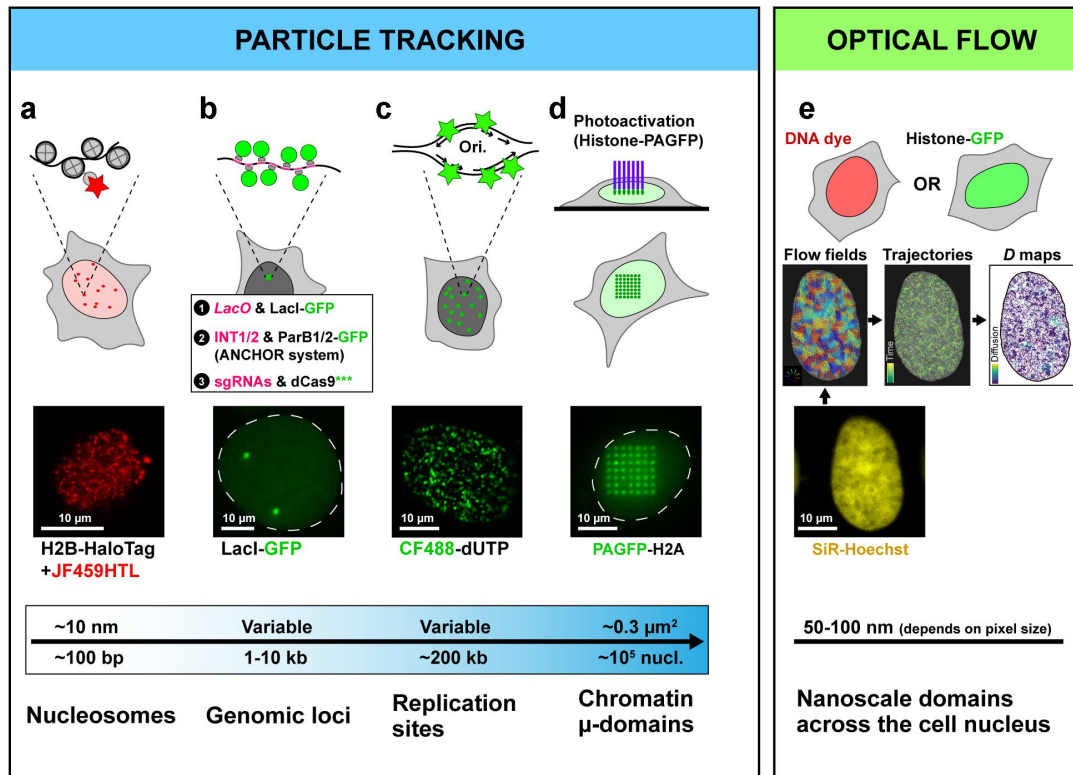 PARTICLE TRACKING
a
b
c
Ori.
d
Photoactivation
(Histone-PAGFP)
1 LacO & LacI-GFP
2 INT1/2 & ParB1/2-GFP
(ANCHOR system)
3 sgRNAs & dCas9***
10 µm
H2B-HaloTag
+JF459HTL
10 µm
LacI-GFP
10 µm
CF488-dUTP
10 µm
PAGFP-H2A
~10 nm
Variable
Variable
~0.3 µm²
~100 bp
1-10 kb
~200 kb
~10⁵ nucl.
Nucleosomes
Genomic loci
Replication
sites
Chromatin
µ-domains
OPTICAL FLOW
e
DNA dye
OR
Histone-GFP
Flow fields
Trajectories
D maps
Time
Diffusion
10 µm
SiR-Hoechst
50-100 nm (depends on pixel size)
Nanoscale domains
across the cell nucleus